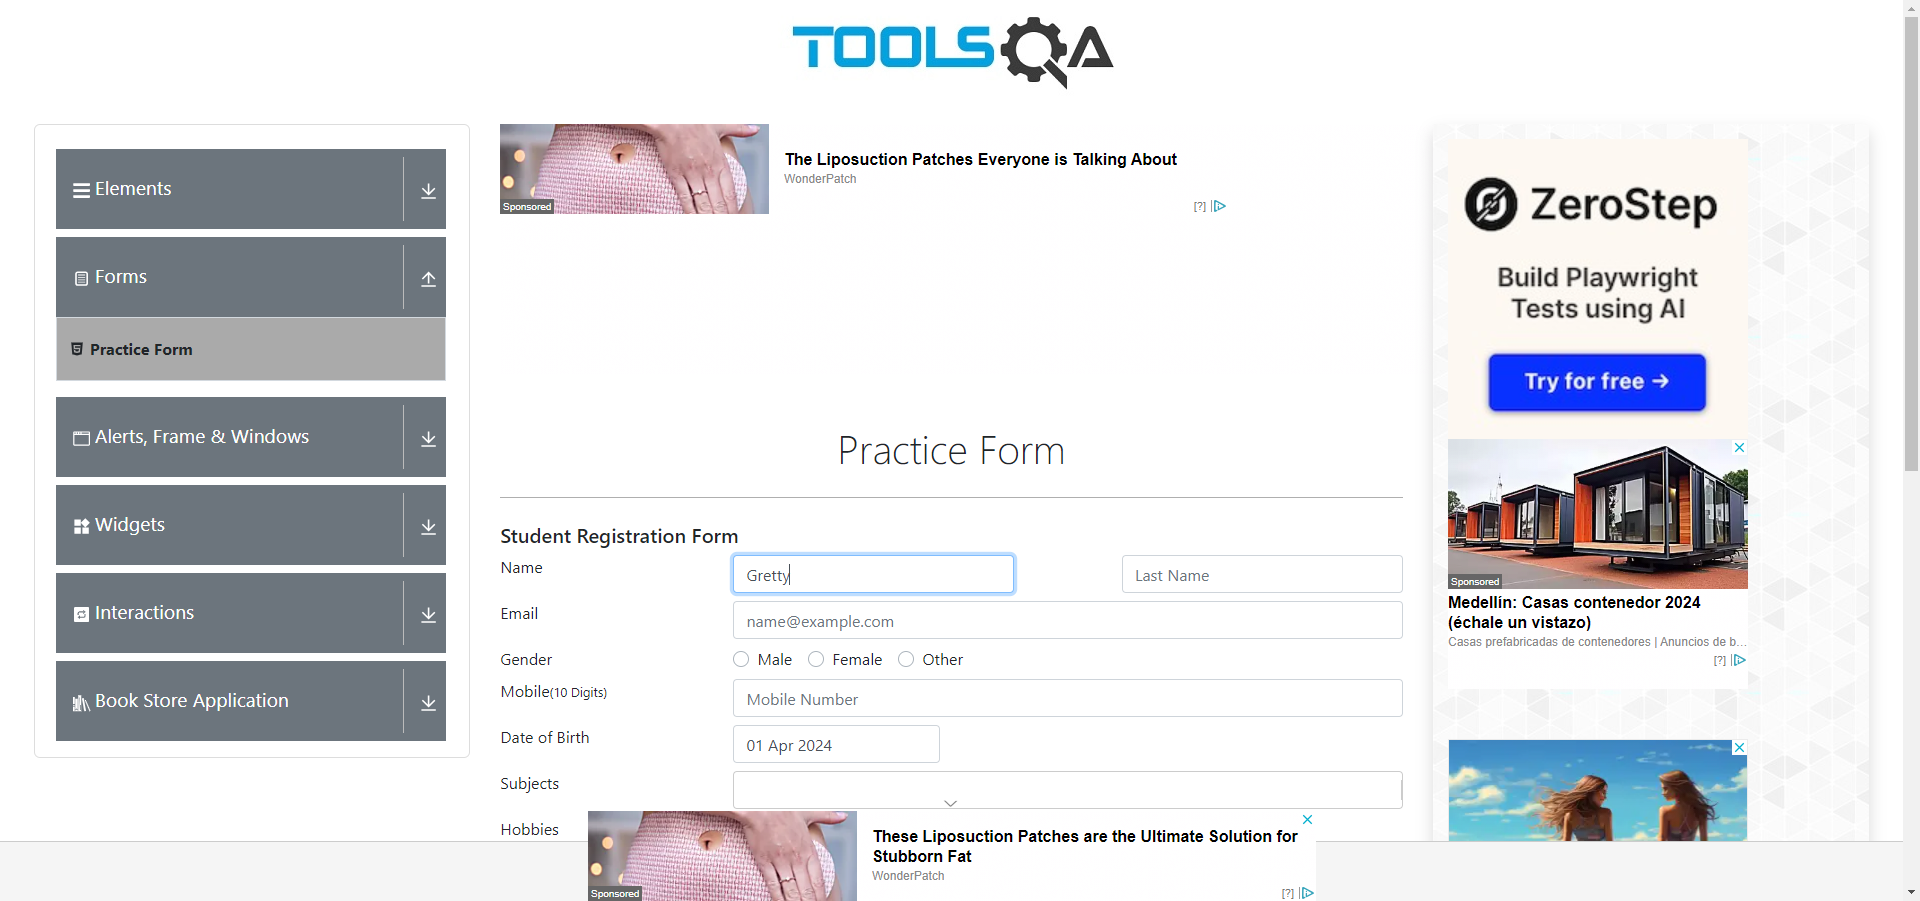 TOOLSQA
Elements
Forms
Practice Form
Alerts, Frame & Windows
Widgets
Interactions
Book Store Application
Sponsored
The Liposuction Patches Everyone is Talking About
WonderPatch
[?]
Practice Form
Student Registration Form
Name
Gretty
Last Name
Email
name@example.com
Gender
Male
Female
Other
Mobile(10 Digits)
Mobile Number
Date of Birth
01 Apr 2024
Subjects
Hobbies
Sponsored
These Liposuction Patches are the Ultimate Solution for
Stubborn Fat
WonderPatch
[?]
ZeroStep
Build Playwright
Tests using AI
Try for free →
Sponsored
Medellín: Casas contenedor 2024
(échale un vistazo)
Casas prefabricadas de contenedores | Anuncios de b...
[?]